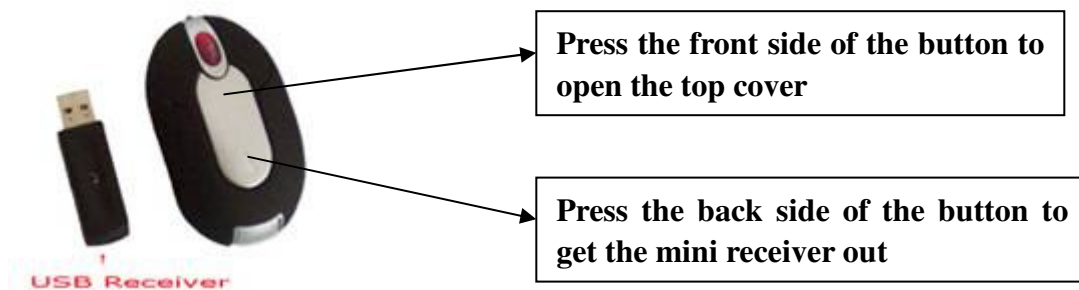 Press the front side of the button to
open the top cover
Press the back side of the button to
get the mini receiver out
USB Receiver